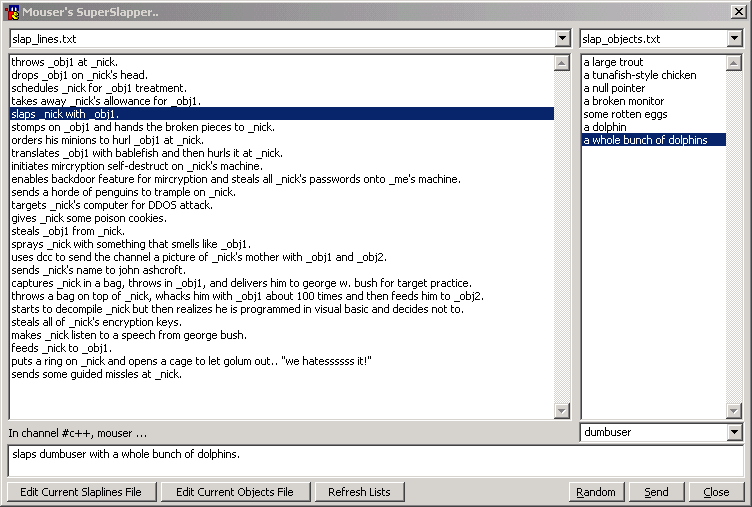 Mouser's SuperSlapper..
slap_lines.txt
slap_objects.txt
throws _obj1 at _nick.
drops _obj1 on _nick's head.
schedules _nick for _obj1 treatment.
takes away _nick's allowance for _obj1.
slaps _nick with _obj1.
stomps on _obj1 and hands the broken pieces to _nick.
orders his minions to hurl _obj1 at _nick.
translates _obj1 with bablefish and then hurls it at _nick.
initiates mircryption self-destruct on _nick's machine.
enables backdoor feature for mircryption and steals all _nick's passwords onto _me's machine.
sends a horde of penguins to trample on _nick.
targets _nick's computer for DDOS attack.
gives _nick some poison cookies.
steals _obj1 from _nick.
sprays _nick with something that smells like _obj1.
uses dcc to send the channel a picture of _nick's mother with _obj1 and _obj2.
sends _nick's name to john ashcroft.
captures _nick in a bag, throws in _obj1, and delivers him to george w. bush for target practice.
throws a bag on top of _nick, whacks him with _obj1 about 100 times and then feeds him to _obj2.
starts to decompile _nick but then realizes he is programmed in visual basic and decides not to.
steals all of _nick's encryption keys.
makes _nick listen to a speech from george bush.
feeds _nick to _obj1.
puts a ring on _nick and opens a cage to let golum out.. "we hatessssss it!"
sends some guided missles at _nick.
a large trout
a tunafish-style chicken
a null pointer
a broken monitor
some rotten eggs
a dolphin
a whole bunch of dolphins
In channel #c++, mouser ...
dumbuser
slaps dumbuser with a whole bunch of dolphins.
Edit Current Slaplines File
Edit Current Objects File
Refresh Lists
Random
Send
Close